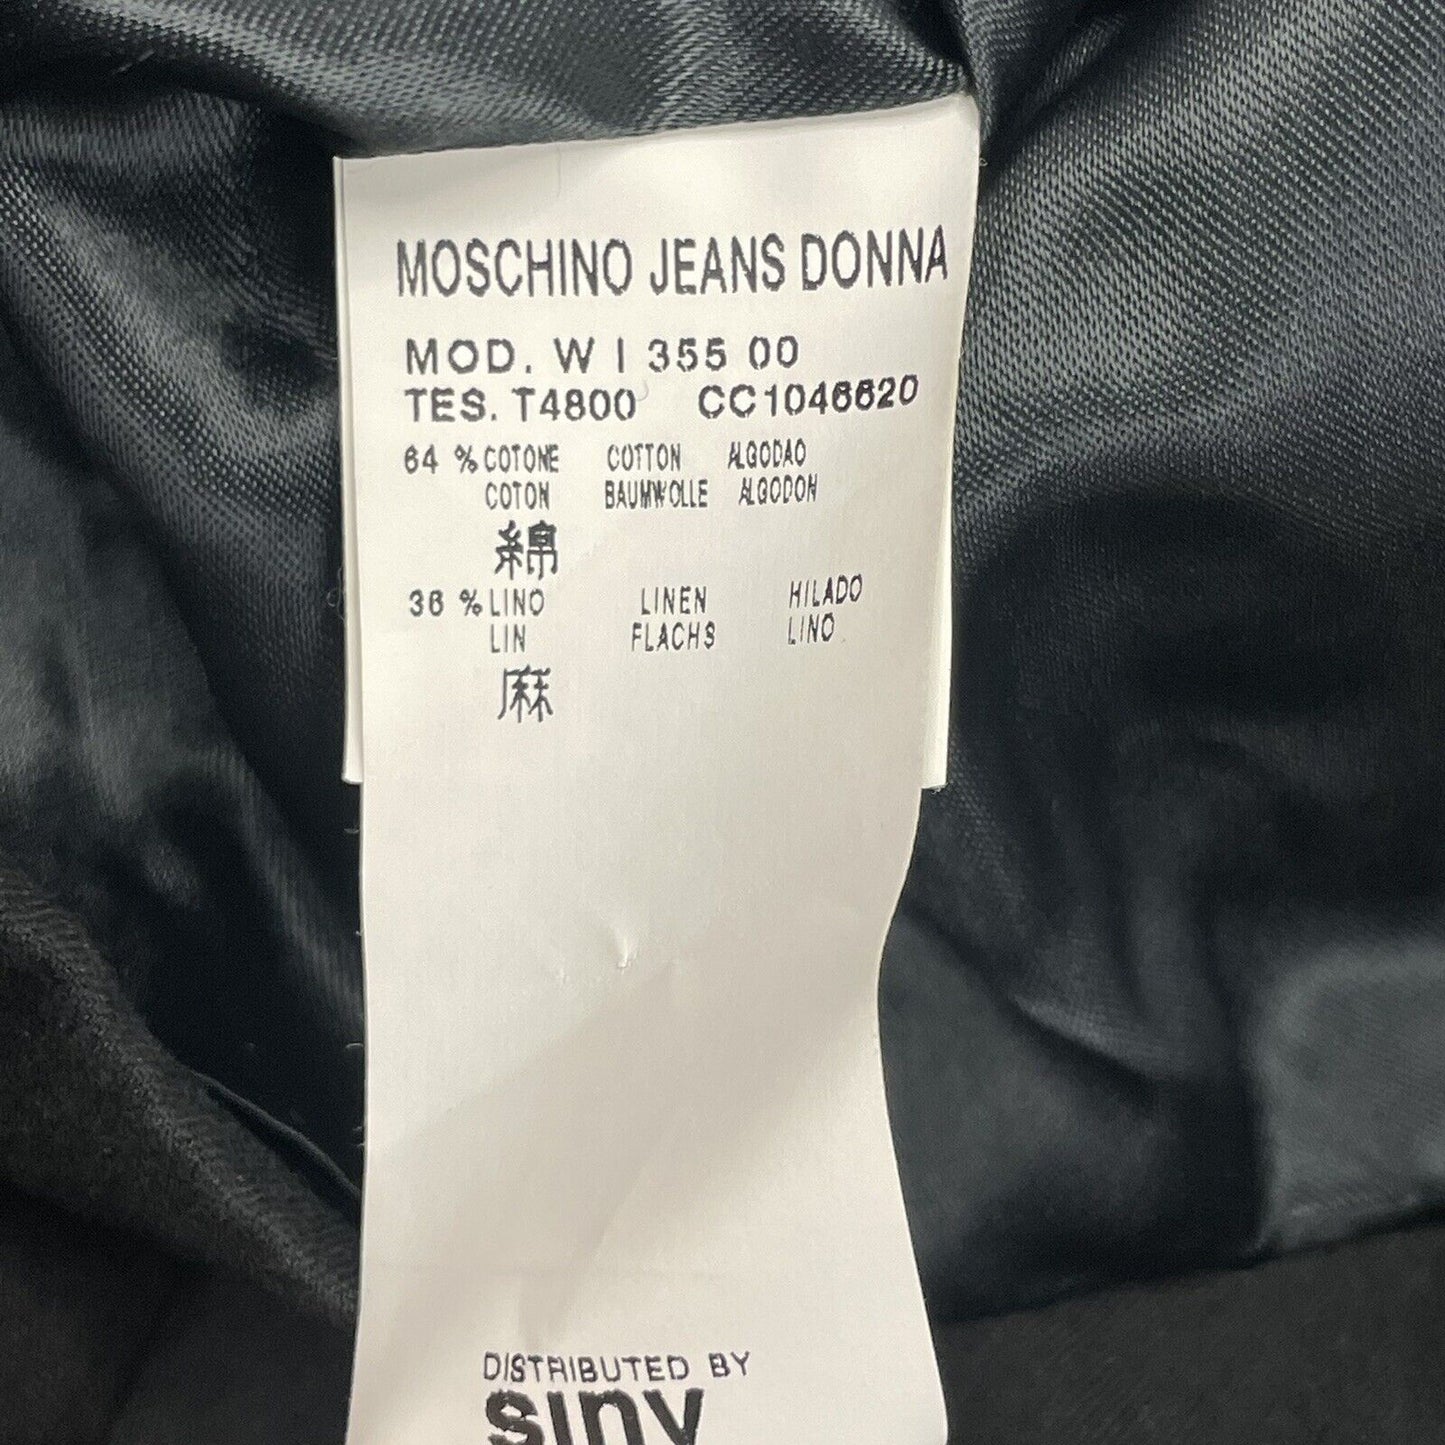 MOSCHINO JEANS DONNA
MOD. W I 355 00
TES. T4800 CC1046620
64 % COTONE COTTON ALGODAO
COTON BAUMWOLLE ALGODON
綿
36 % LINO LINEN HILADO
LIN FLACHS LINO
麻
DISTRIBUTED BY
sinv